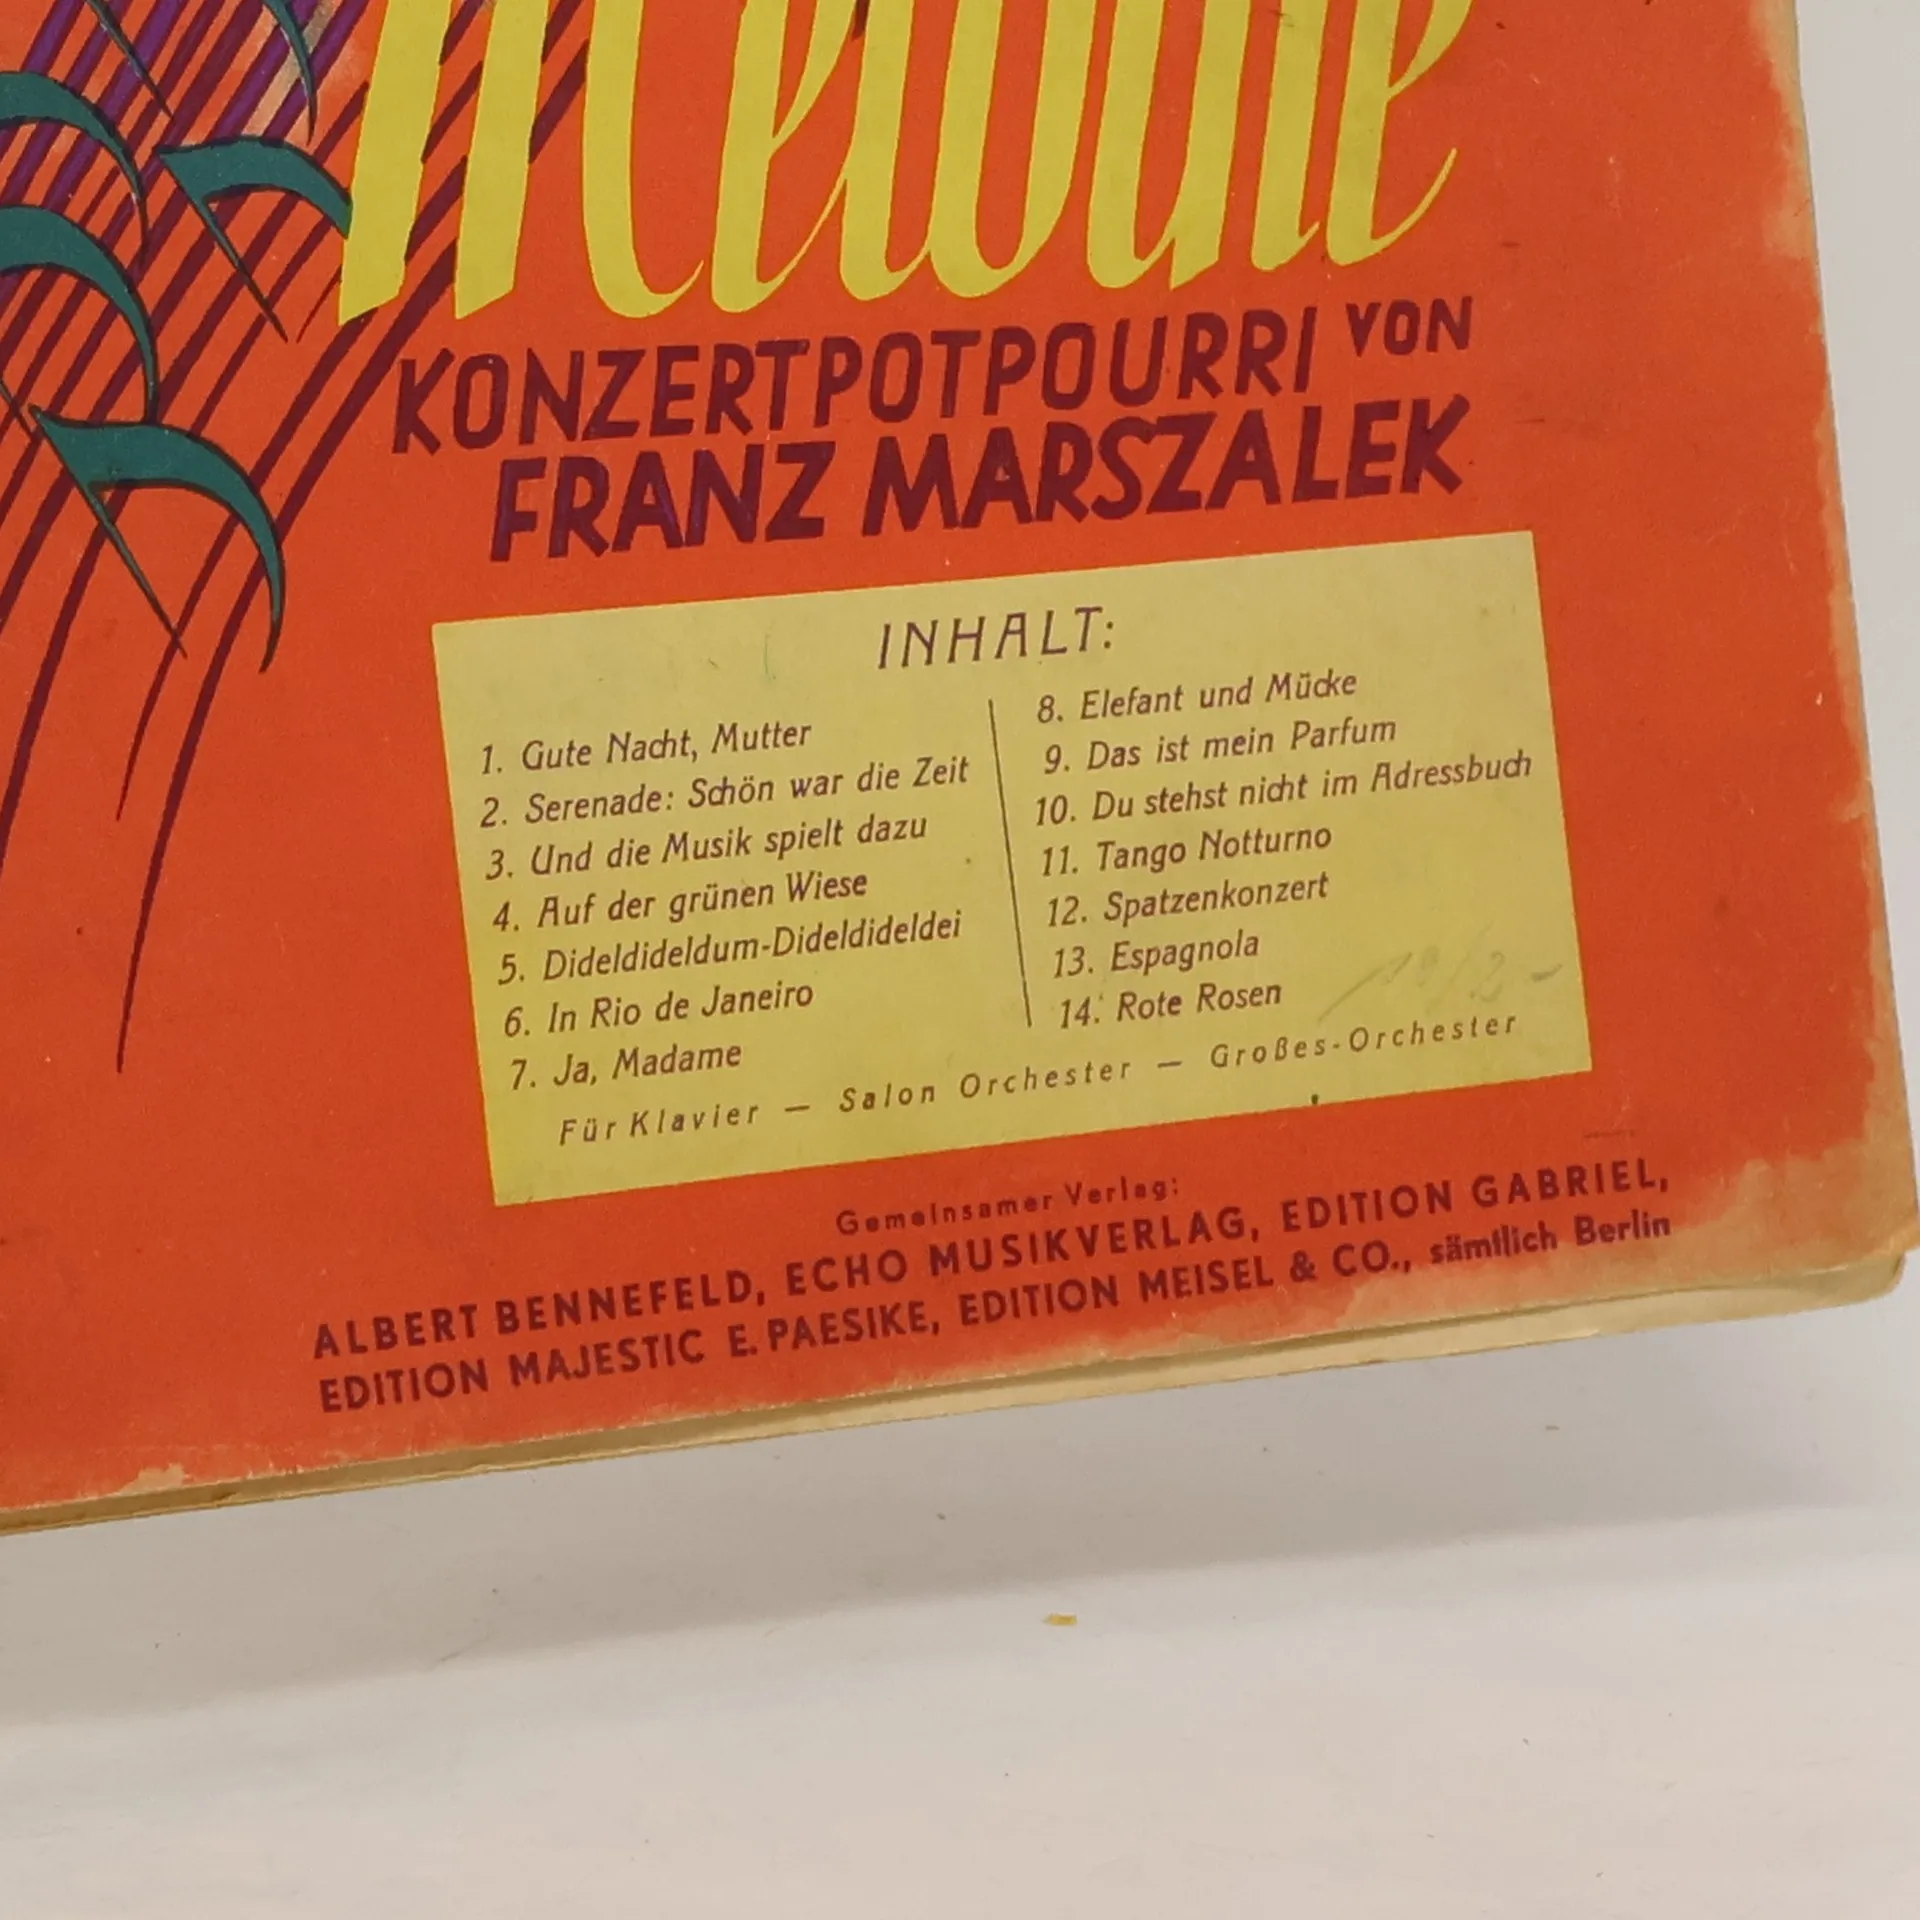 Melodie
KONZERTPOTPOURRI VON
FRANZ MARSZALEK
INHALT:
1. Gute Nacht, Mutter
2. Serenade: Schön war die Zeit
3. Und die Musik spielt dazu
4. Auf der grünen Wiese
5. Dideldideldum-Dideldideldei
6. In Rio de Janeiro
7. Ja, Madame
8. Elefant und Mücke
9. Das ist mein Parfum
10. Du stehst nicht im Adressbuch
11. Tango Notturno
12. Spatzenkonzert
13. Espagnola
14. Rote Rosen
Für Klavier — Salon Orchester — Großes-Orchester
Gemeinsamer Verlag:
ALBERT BENNEFELD, ECHO MUSIKVERLAG, EDITION GABRIEL,
EDITION MAJESTIC E. PAESIKE, EDITION MEISEL & CO., sämtlich Berlin